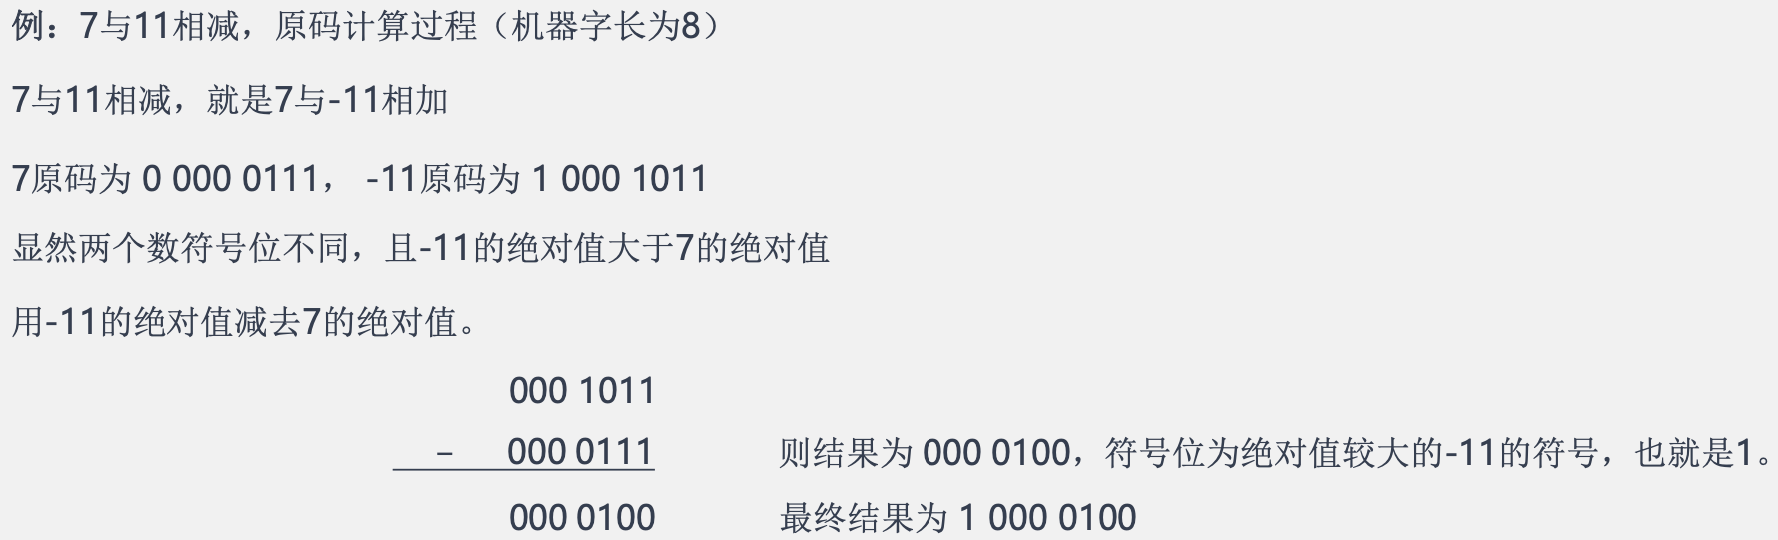 例：7与11相减，原码计算过程（机器字长为8）
7与11相减，就是7与-11相加
7原码为 0 000 0111， -11原码为 1 000 1011
显然两个数符号位不同，且-11的绝对值大于7的绝对值
用-11的绝对值减去7的绝对值。
000 1011
– 000 0111
000 0100
则结果为 000 0100，符号位为绝对值较大的-11的符号，也就是1。
最终结果为 1 000 0100